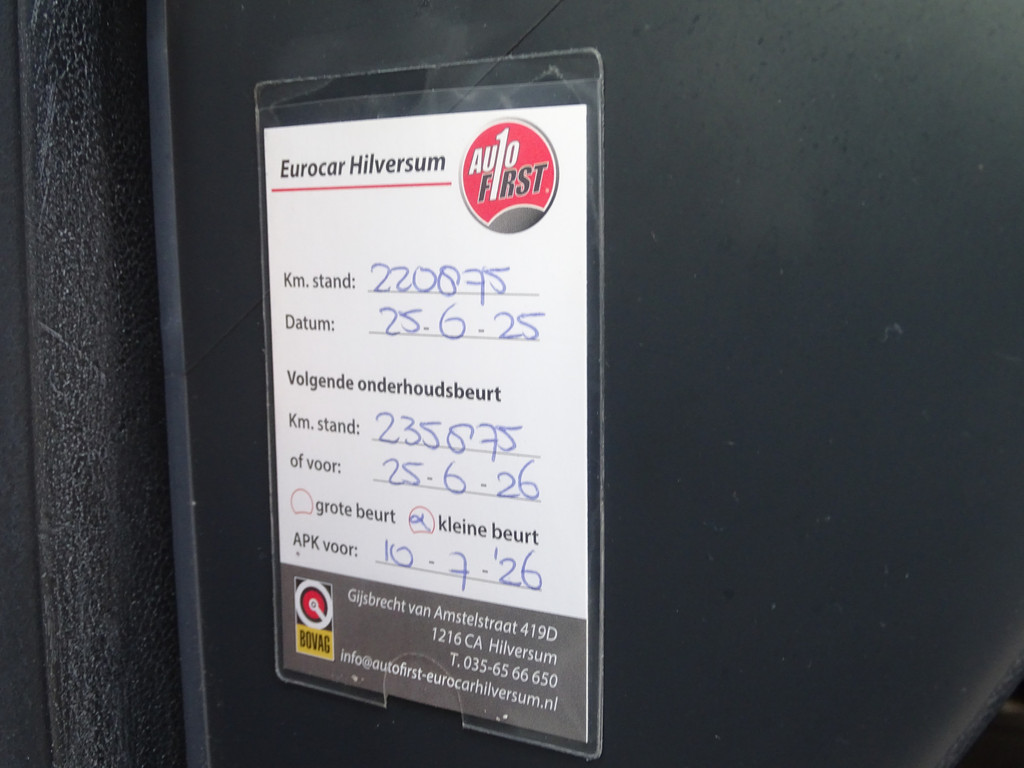 Eurocar Hilversum
AU1O
F1RST
Km. stand: 220875
Datum: 25-6-25
Volgende onderhoudsbeurt
Km. stand: 235875
of voor: 25-6-26
grote beurt kleine beurt
APK voor: 10-7-'26
BOVAG
Gijsbrecht van Amstelstraat 419D
1216 CA Hilversum
T. 035-65 66 650
info@autofirst-eurocarhilversum.nl